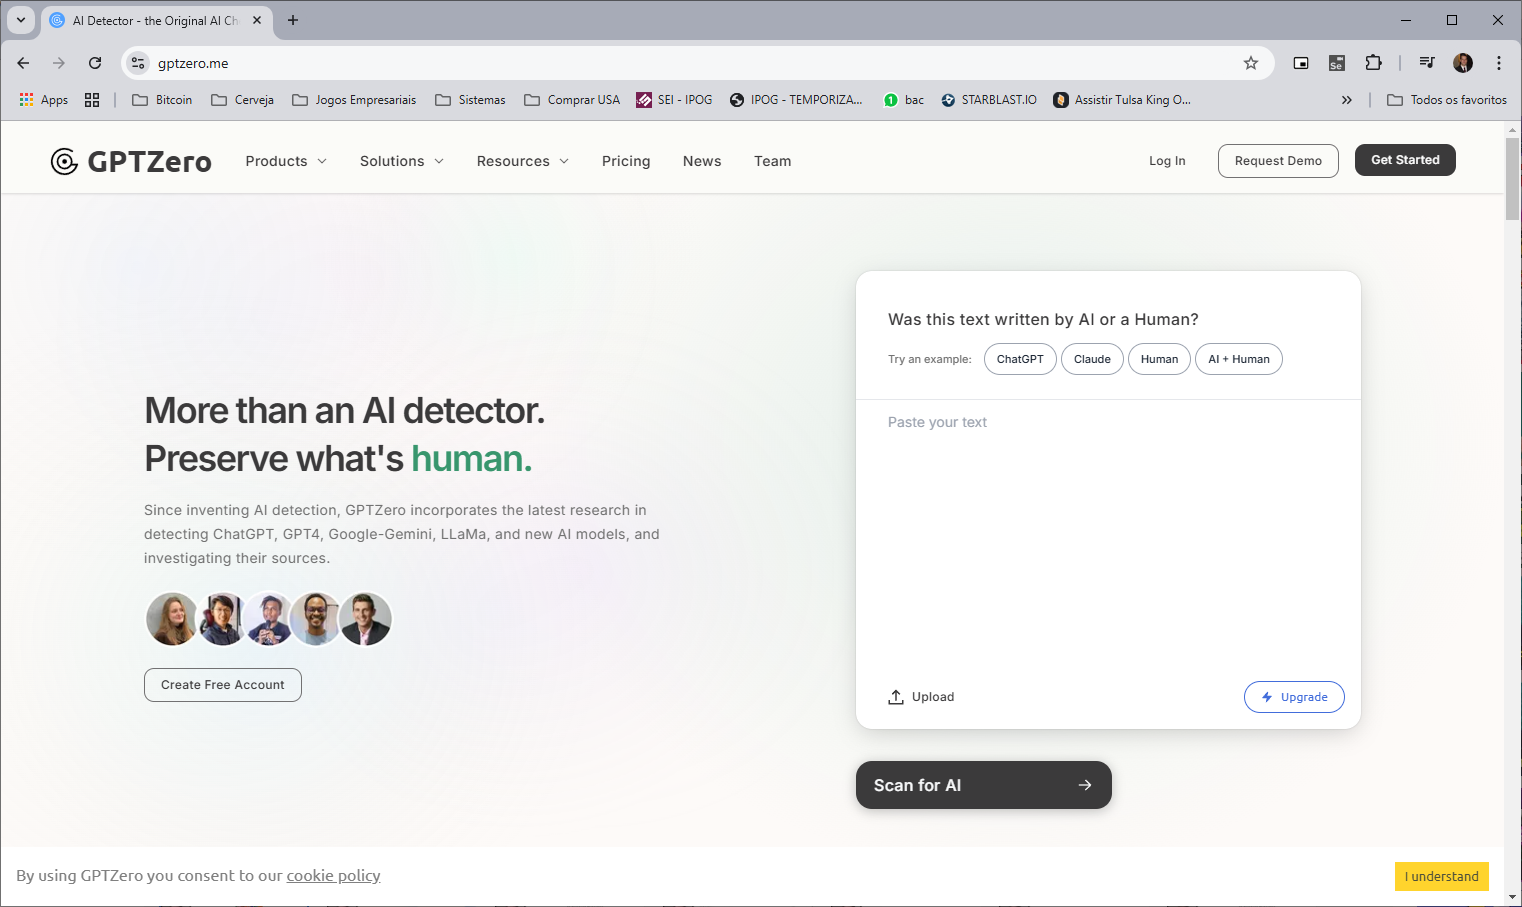 AI Detector - the Original AI Ch
gptzero.me
Apps Bitcoin Cerveja Jogos Empresariais Sistemas Comprar USA SEI - IPOG IPOG - TEMPORIZA... bac STARBLAST.IO Assistir Tulsa King O... Todos os favoritos
GPTZero Products Solutions Resources Pricing News Team Log In Request Demo Get Started
More than an AI detector.
Preserve what's human.
Since inventing AI detection, GPTZero incorporates the latest research in
detecting ChatGPT, GPT4, Google-Gemini, LLaMa, and new AI models, and
investigating their sources.
Create Free Account
Was this text written by AI or a Human?
Try an example: ChatGPT Claude Human AI + Human
Paste your text
Upload Upgrade
Scan for AI
By using GPTZero you consent to our cookie policy I understand